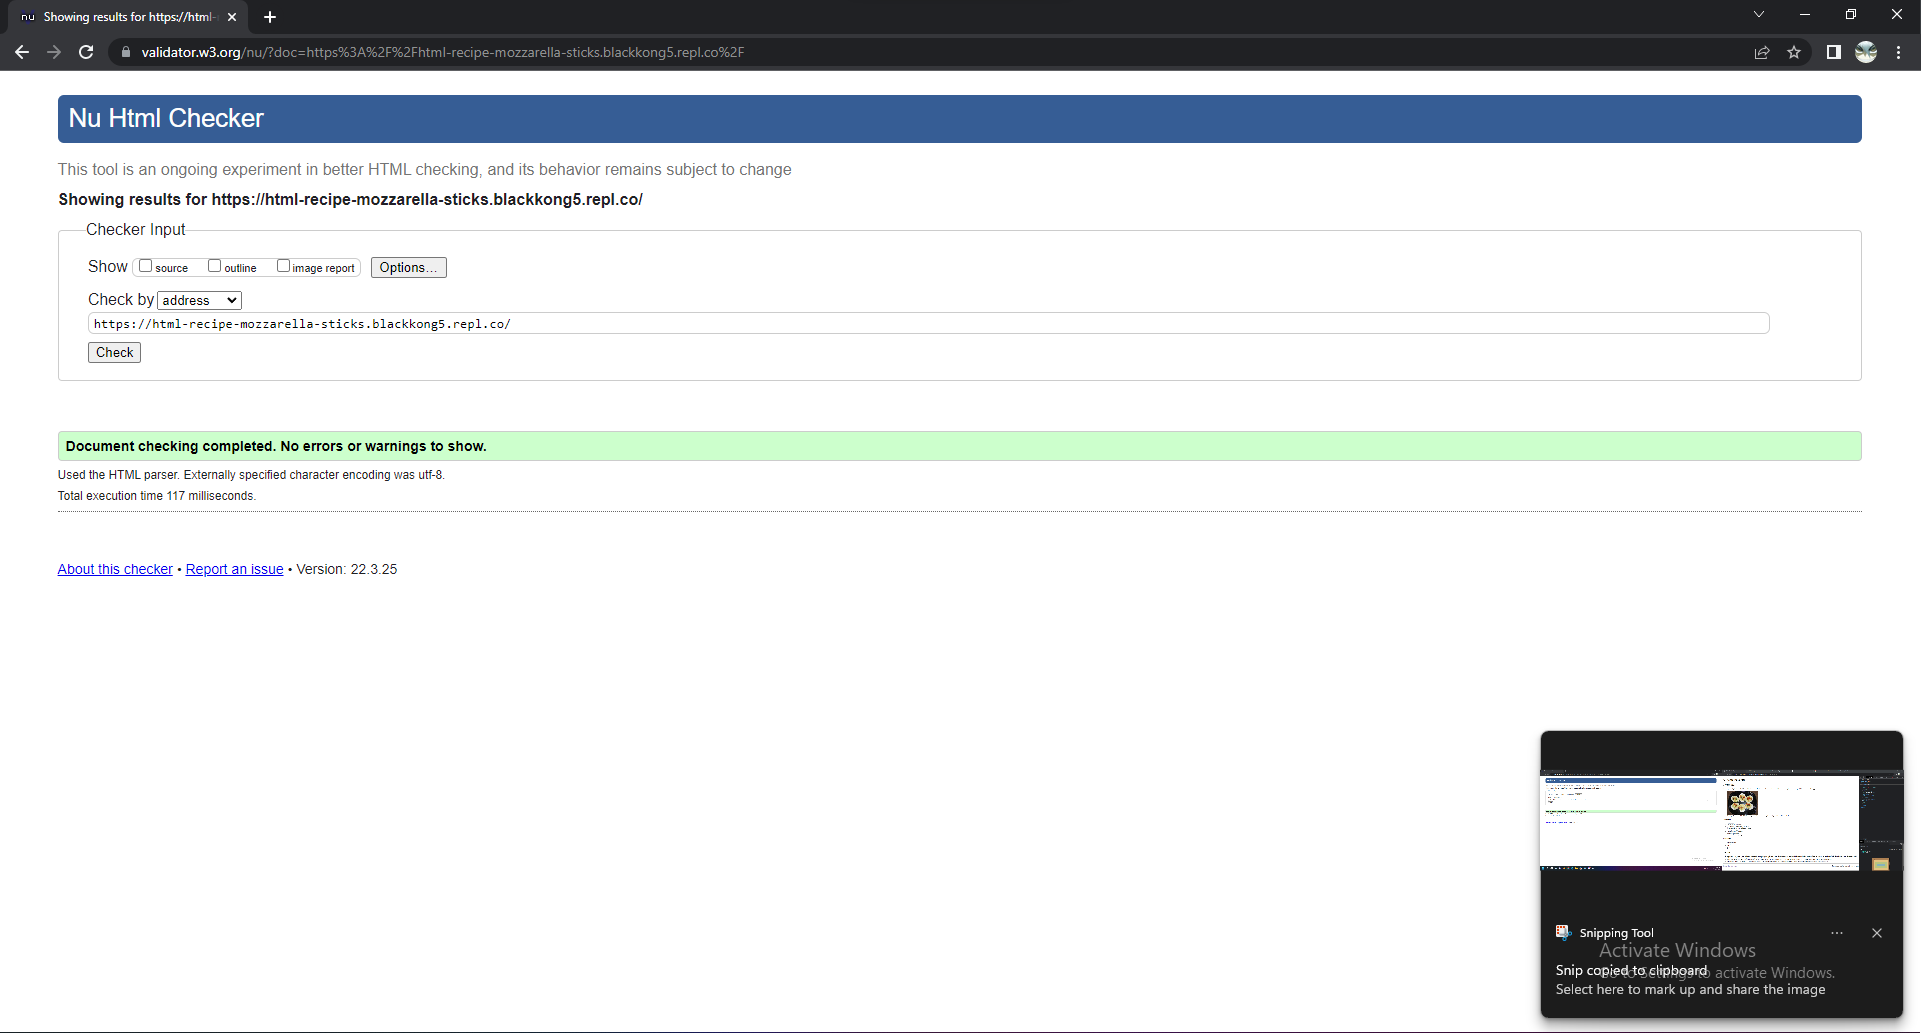 nu Showing results for https://html-
validator.w3.org/nu/?doc=https%3A%2F%2Fhtml-recipe-mozzarella-sticks.blackkong5.repl.co%2F
Nu Html Checker
This tool is an ongoing experiment in better HTML checking, and its behavior remains subject to change
Showing results for https://html-recipe-mozzarella-sticks.blackkong5.repl.co/
Checker Input
Show source outline image report Options...
Check by address
https://html-recipe-mozzarella-sticks.blackkong5.repl.co/
Check
Document checking completed. No errors or warnings to show.
Used the HTML parser. Externally specified character encoding was utf-8.
Total execution time 117 milliseconds.
About this checker • Report an issue • Version: 22.3.25
Snipping Tool
Activate Windows
Snip copied to clipboard
Go to Settings to activate Windows.
Select here to mark up and share the image